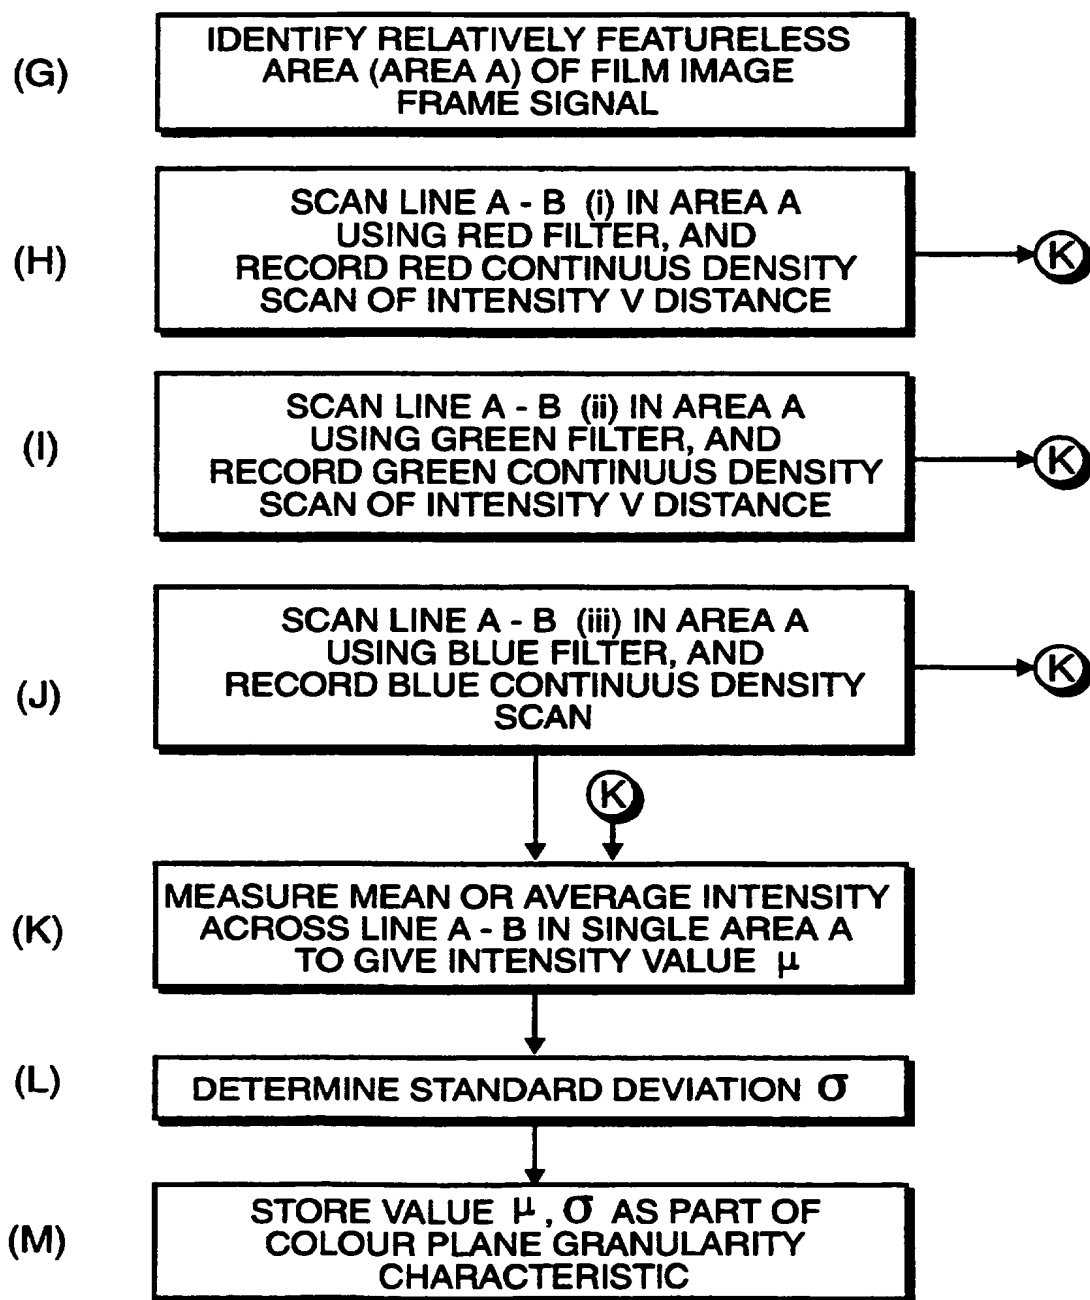 (G)
IDENTIFY RELATIVELY FEATURELESS
AREA (AREA A) OF FILM IMAGE
FRAME SIGNAL
(H)
SCAN LINE A - B (i) IN AREA A
USING RED FILTER, AND
RECORD RED CONTINUUS DENSITY
SCAN OF INTENSITY V DISTANCE
K
(I)
SCAN LINE A - B (ii) IN AREA A
USING GREEN FILTER, AND
RECORD GREEN CONTINUUS DENSITY
SCAN OF INTENSITY V DISTANCE
K
(J)
SCAN LINE A - B (iii) IN AREA A
USING BLUE FILTER, AND
RECORD BLUE CONTINUUS DENSITY
SCAN
K
K
(K)
MEASURE MEAN OR AVERAGE INTENSITY
ACROSS LINE A - B IN SINGLE AREA A
TO GIVE INTENSITY VALUE μ
(L)
DETERMINE STANDARD DEVIATION σ
(M)
STORE VALUE μ, σ AS PART OF
COLOUR PLANE GRANULARITY
CHARACTERISTIC